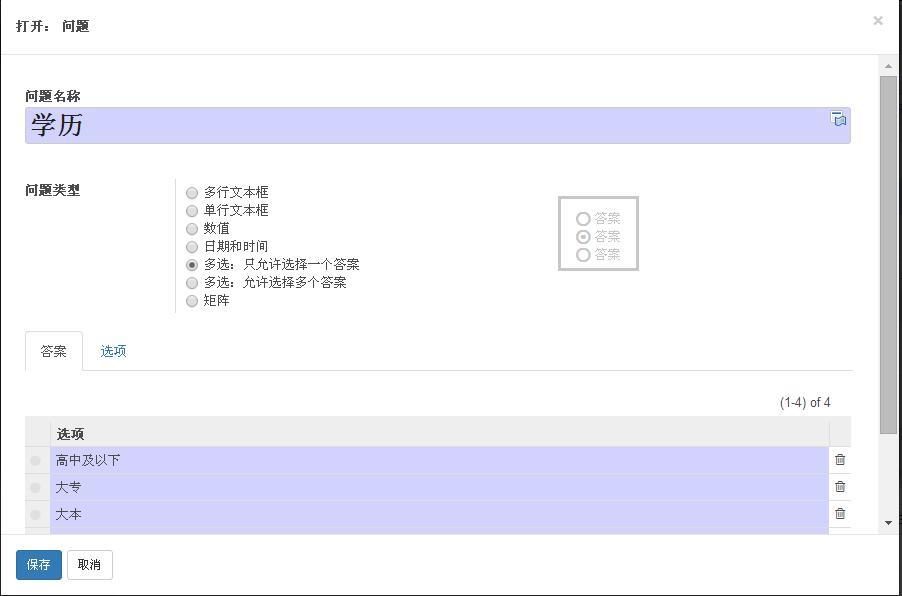 打开： 问题
×
问题名称
学历
问题类型
多行文本框
单行文本框
数值
日期和时间
多选：只允许选择一个答案
多选：允许选择多个答案
矩阵
答案
答案
答案
答案
选项
(1-4) of 4
选项
高中及以下
大专
大本
保存
取消